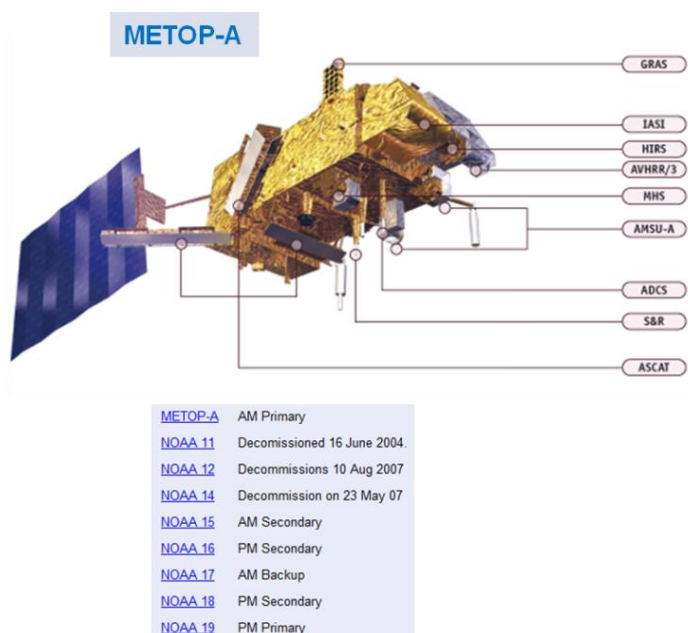 METOP-A
GRAS
IASI
HIRS
AVHRR/3
MHS
AMSU-A
ADCS
S&R
ASCAT
METOP-A AM Primary
NOAA 11 Decomissioned 16 June 2004.
NOAA 12 Decommissions 10 Aug 2007
NOAA 14 Decommission on 23 May 07
NOAA 15 AM Secondary
NOAA 16 PM Secondary
NOAA 17 AM Backup
NOAA 18 PM Secondary
NOAA 19 PM Primary